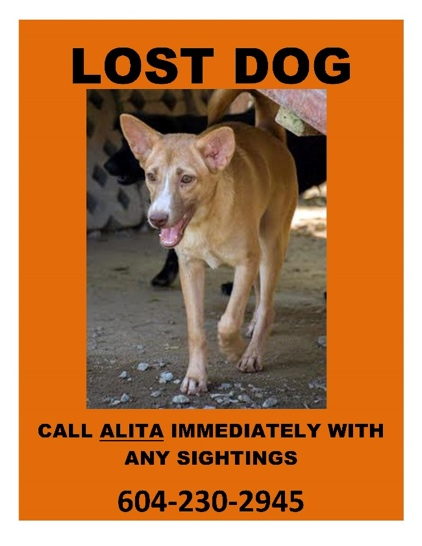 LOST DOG
CALL ALITA IMMEDIATELY WITH
ANY SIGHTINGS
604-230-2945